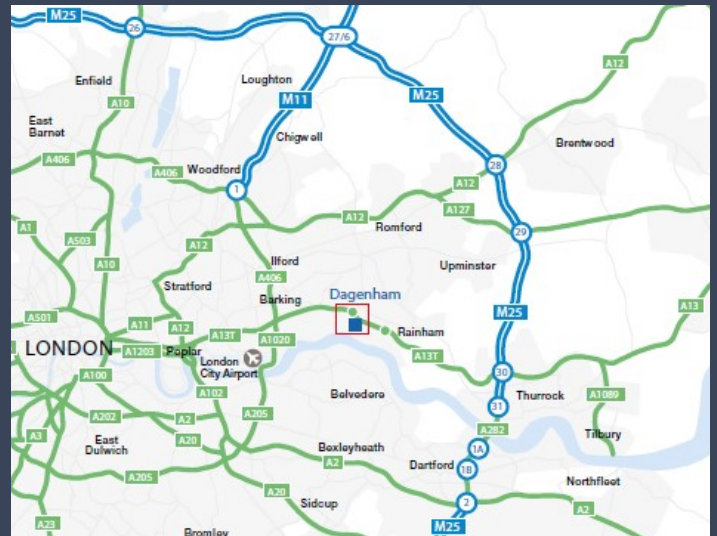 M25
26
27/6
Enfield
Loughton
A12
A10
M11
M25
East
Barnet
Chigwell
Brentwood
A406
A406
Woodford
28
1
A12
A127
A1
A12
Romford
29
A503
A12
A10
Ilford
Upminster
A406
Stratford
Barking
Dagenham
A13
A501
M25
A11
A12
A13T
Rainham
LONDON
A1203
Poplar
A1020
A13T
London
City Airport
30
A100
A102
Belvedere
31
Thurrock
A1089
A202
A2
A205
A282
A3
East
Dulwich
A20
Tilbury
Bexleyheath
1A
A2
Dartford
1B
A205
Northfleet
A20
Sidcup
2
A2
A23
Bromley
M25